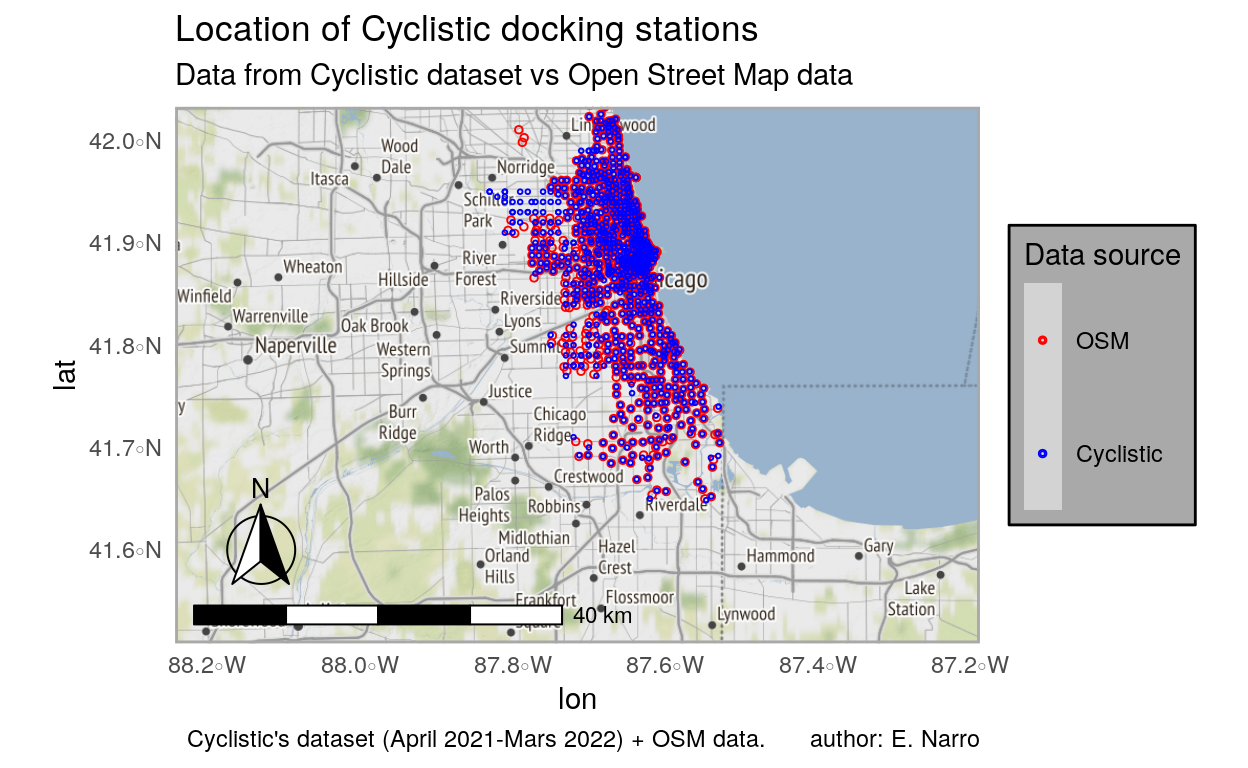 Location of Cyclistic docking stations
Data from Cyclistic dataset vs Open Street Map data
42.0°N
41.9°N
41.8°N
41.7°N
41.6°N
lat
88.2°W
88.0°W
87.8°W
87.6°W
87.4°W
87.2°W
lon
Wood
Dale
Itasca
Norridge
Park
River
Forest
Wheaton
Hillside
Winfield
Warrenville
Riverside
Oak Brook
Lyons
Naperville
Western
Springs
Summit
Justice
Burr
Ridge
Chicago
Ridge
Worth
Crestwood
Palos
Heights
Robbins
Riverdale
Midlothian
Orland
Hills
Hazel
Crest
Hammond
Gary
Lake
Station
Frankfort
Square
Flossmoor
Lynwood
N
40 km
Data source
OSM
Cyclistic
Cyclistic's dataset (April 2021-Mars 2022) + OSM data.
author: E. Narro